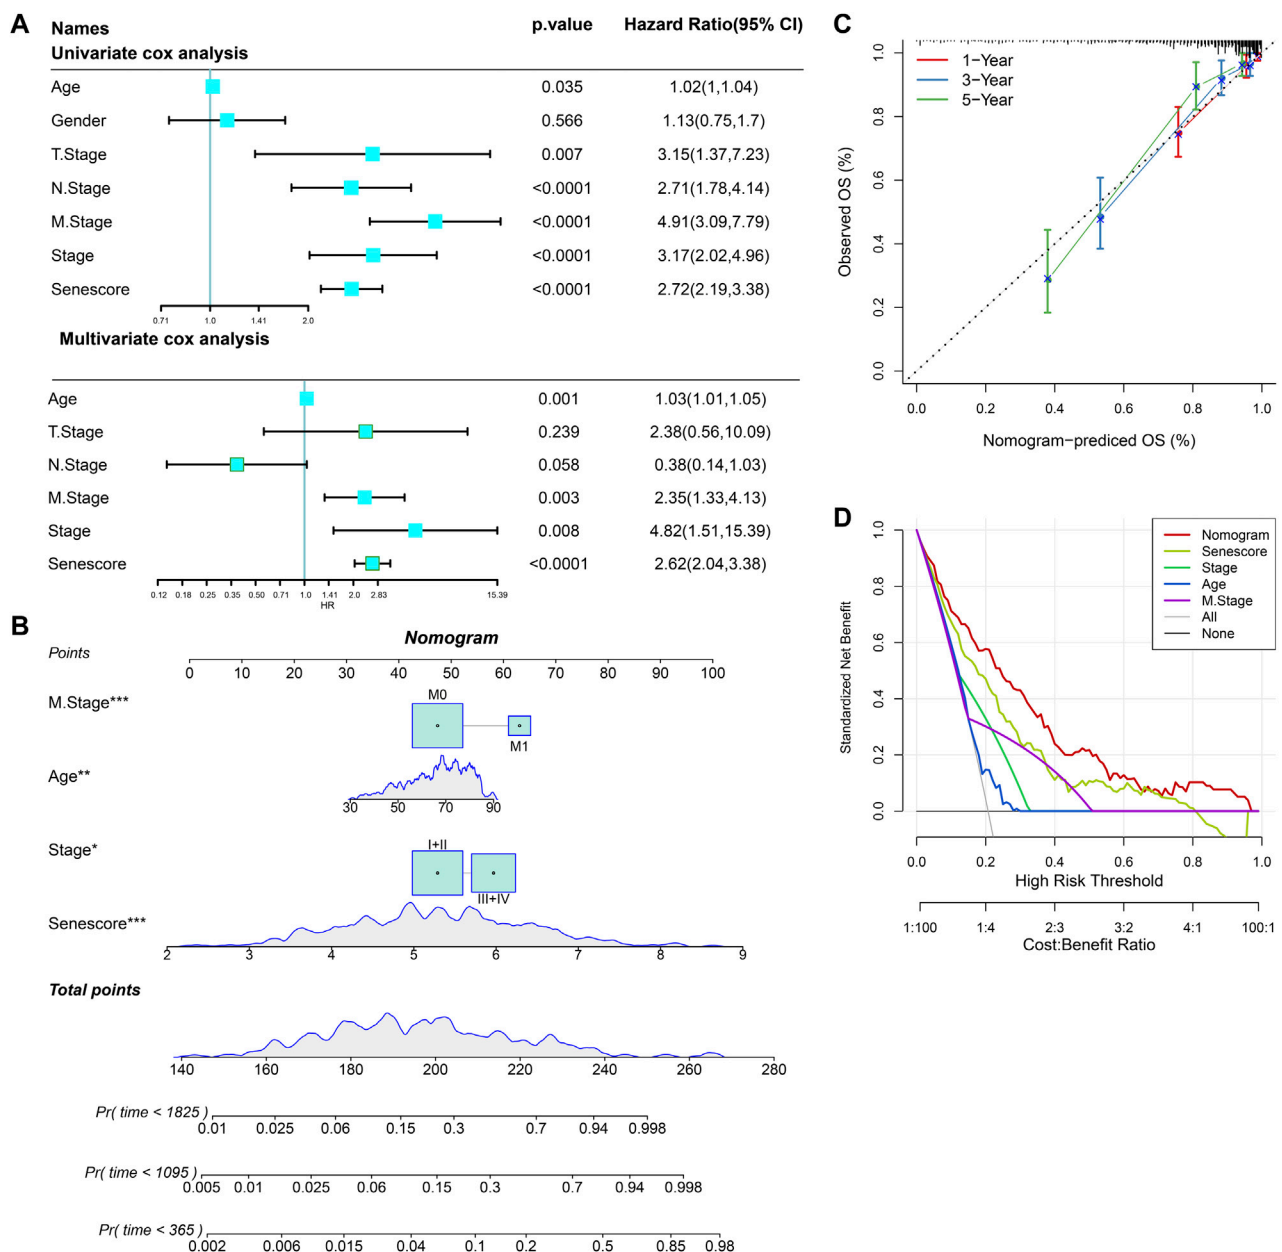 A
Names p.value Hazard Ratio(95% CI)
Univariate cox analysis
Age 0.035 1.02(1,1.04)
Gender 0.566 1.13(0.75,1.7)
T.Stage 0.007 3.15(1.37,7.23)
N.Stage <0.0001 2.71(1.78,4.14)
M.Stage <0.0001 4.91(3.09,7.79)
Stage <0.0001 3.17(2.02,4.96)
Senescore <0.0001 2.72(2.19,3.38)
0.71 1.0 1.41 2.0
Multivariate cox analysis
Age 0.001 1.03(1.01,1.05)
T.Stage 0.239 2.38(0.56,10.09)
N.Stage 0.058 0.38(0.14,1.03)
M.Stage 0.003 2.35(1.33,4.13)
Stage 0.008 4.82(1.51,15.39)
Senescore <0.0001 2.62(2.04,3.38)
0.12 0.18 0.25 0.35 0.50 0.71 1.0 1.41 2.0 2.83 15.39
HR
B
Nomogram
Points
0 10 20 30 40 50 60 70 80 90 100
M.Stage***
M0
M1
Age**
30 50 70 90
Stage*
I+II
III+IV
Senescore***
2 3 4 5 6 7 8 9
Total points
140 160 180 200 220 240 260 280
Pr( time < 1825 )
0.01 0.025 0.06 0.15 0.3 0.7 0.94 0.998
Pr( time < 1095 )
0.005 0.01 0.025 0.06 0.15 0.3 0.7 0.94 0.998
Pr( time < 365 )
0.002 0.006 0.015 0.04 0.1 0.2 0.5 0.85 0.98
C
1−Year
3−Year
5−Year
Observed OS (%)
1.0
0.8
0.6
0.4
0.2
0.0
0.0 0.2 0.4 0.6 0.8 1.0
Nomogram−prediced OS (%)
D
Nomogram
Senescore
Stage
Age
M.Stage
All
None
Standardized Net Benefit
1.0
0.8
0.6
0.4
0.2
0.0
0.0 0.2 0.4 0.6 0.8 1.0
High Risk Threshold
1:100 1:4 2:3 3:2 4:1 100:1
Cost:Benefit Ratio